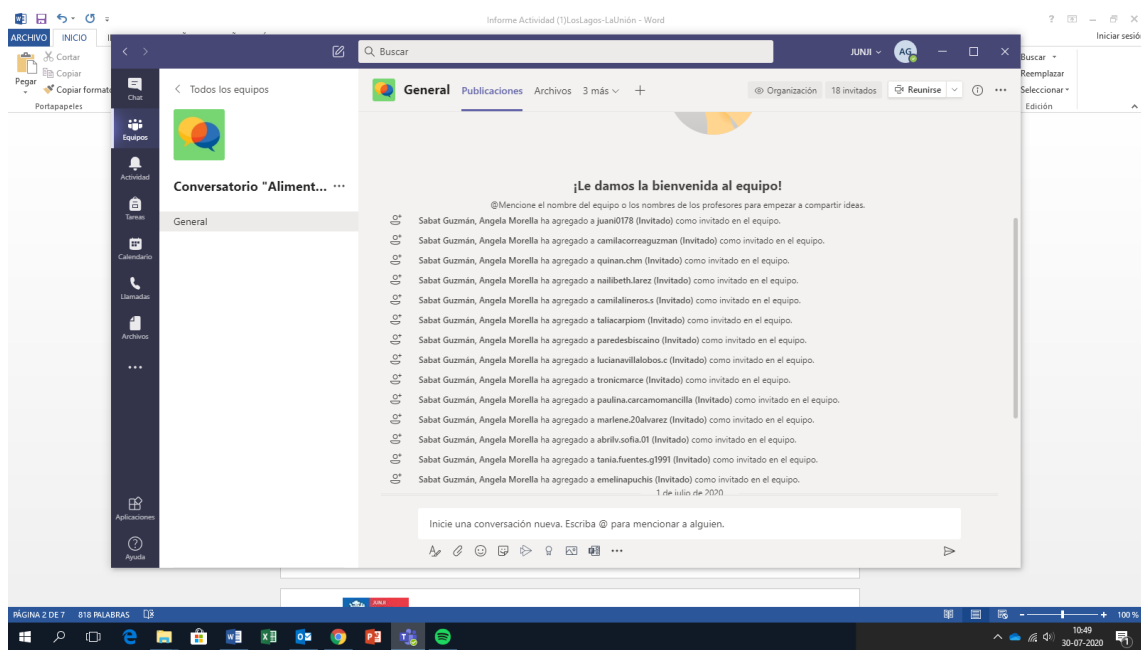 Informe Actividad (1)LosLagos-LaUnión - Word
ARCHIVO INICIO
Iniciar sesió
Cortar
Copiar
Copiar formato
Pegar
Portapapeles
Buscar
Reemplazar
Seleccionar
Edición
Buscar
JUNJI
AG
Chat
Equipos
Actividad
Tareas
Calendario
Llamadas
Archivos
Aplicaciones
Ayuda
Todos los equipos
Conversatorio "Aliment... ···
General
General Publicaciones Archivos 3 más
Organización 18 invitados Reunirse
¡Le damos la bienvenida al equipo!
@Mencione el nombre del equipo o los nombres de los profesores para empezar a compartir ideas.
Sabat Guzmán, Angela Morella ha agregado a juani0178 (Invitado) como invitado en el equipo.
Sabat Guzmán, Angela Morella ha agregado a camilacorreaguzman (Invitado) como invitado en el equipo.
Sabat Guzmán, Angela Morella ha agregado a quinan.chm (Invitado) como invitado en el equipo.
Sabat Guzmán, Angela Morella ha agregado a nailibeth.larez (Invitado) como invitado en el equipo.
Sabat Guzmán, Angela Morella ha agregado a camilalineros.s (Invitado) como invitado en el equipo.
Sabat Guzmán, Angela Morella ha agregado a taliacarpiom (Invitado) como invitado en el equipo.
Sabat Guzmán, Angela Morella ha agregado a paredesbiscaino (Invitado) como invitado en el equipo.
Sabat Guzmán, Angela Morella ha agregado a lucianavillalobos.c (Invitado) como invitado en el equipo.
Sabat Guzmán, Angela Morella ha agregado a tronicmarce (Invitado) como invitado en el equipo.
Sabat Guzmán, Angela Morella ha agregado a paulina.carcamomancilla (Invitado) como invitado en el equipo.
Sabat Guzmán, Angela Morella ha agregado a marlene.20alvarez (Invitado) como invitado en el equipo.
Sabat Guzmán, Angela Morella ha agregado a abrilv.sofia.01 (Invitado) como invitado en el equipo.
Sabat Guzmán, Angela Morella ha agregado a tania.fuentes.g1991 (Invitado) como invitado en el equipo.
Sabat Guzmán, Angela Morella ha agregado a emelinapuchis (Invitado) como invitado en el equipo.
1 de julio de 2020
Inicie una conversación nueva. Escriba @ para mencionar a alguien.
JUNJI
PÁGINA 2 DE 7 818 PALABRAS
100 %
10:49
30-07-2020